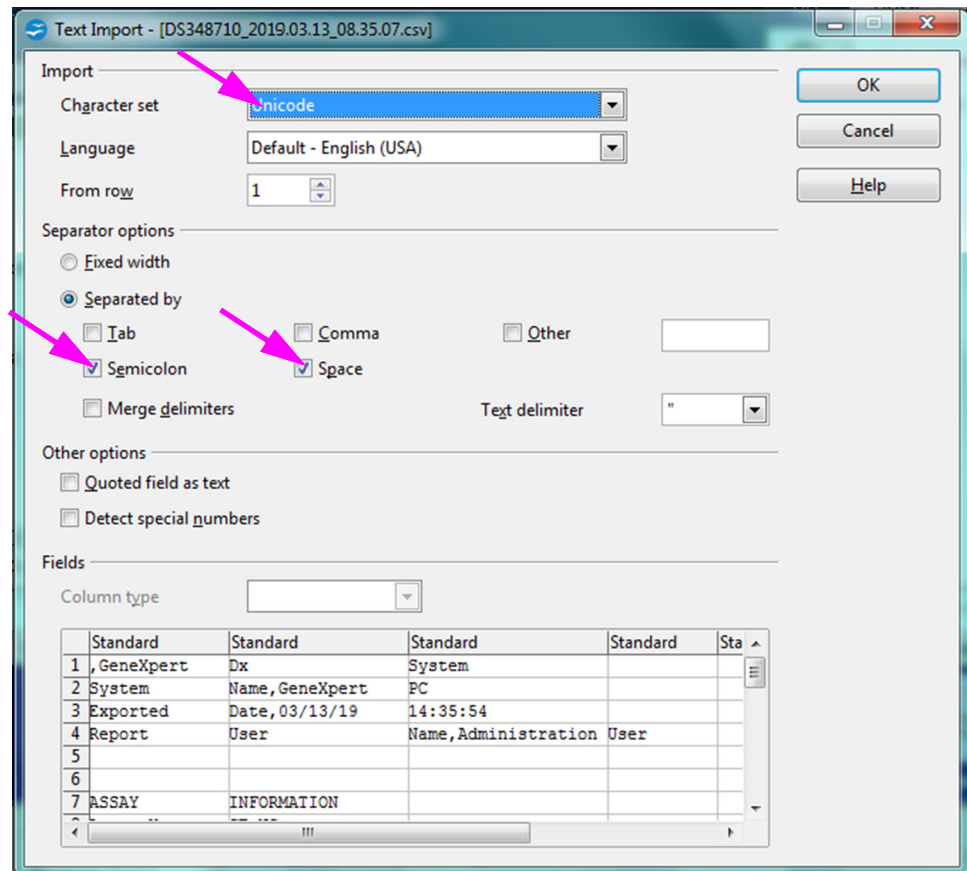 Text Import - [DS348710_2019.03.13_08.35.07.csv]
Import
Character set Unicode
OK
Language Default - English (USA)
Cancel
From row 1
Help
Separator options
Fixed width
Separated by
Tab Comma Other
Semicolon Space
Merge delimiters Text delimiter "
Other options
Quoted field as text
Detect special numbers
Fields
Column type
Standard Standard Standard Standard Sta
1 ,GeneXpert Dx System
2 System Name,GeneXpert PC
3 Exported Date,03/13/19 14:35:54
4 Report User Name,Administration User
5
6
7 ASSAY INFORMATION